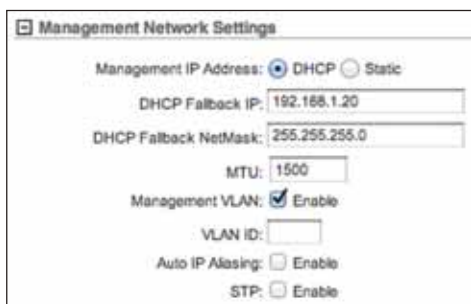 Management Network Settings
Management IP Address: DHCP Static
DHCP Fallback IP: 192.168.1.20
DHCP Fallback NetMask: 255.255.255.0
MTU: 1500
Management VLAN: Enable
VLAN ID:
Auto IP Aliasing: Enable
STP: Enable